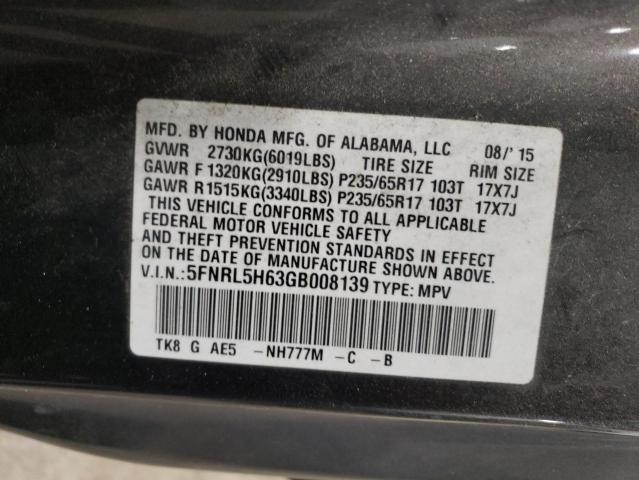 MFD. BY HONDA MFG. OF ALABAMA, LLC 08/'15
GVWR 2730KG(6019LBS) TIRE SIZE RIM SIZE
GAWR F 1320KG(2910LBS) P235/65R17 103T 17X7J
GAWR R1515KG(3340LBS) P235/65R17 103T 17X7J
THIS VEHICLE CONFORMS TO ALL APPLICABLE
FEDERAL MOTOR VEHICLE SAFETY
AND THEFT PREVENTION STANDARDS IN EFFECT
ON THE DATE OF MANUFACTURE SHOWN ABOVE.
V.I.N.:5FNRL5H63GB008139 TYPE: MPV
TK8 G AE5 -NH777M -C -B